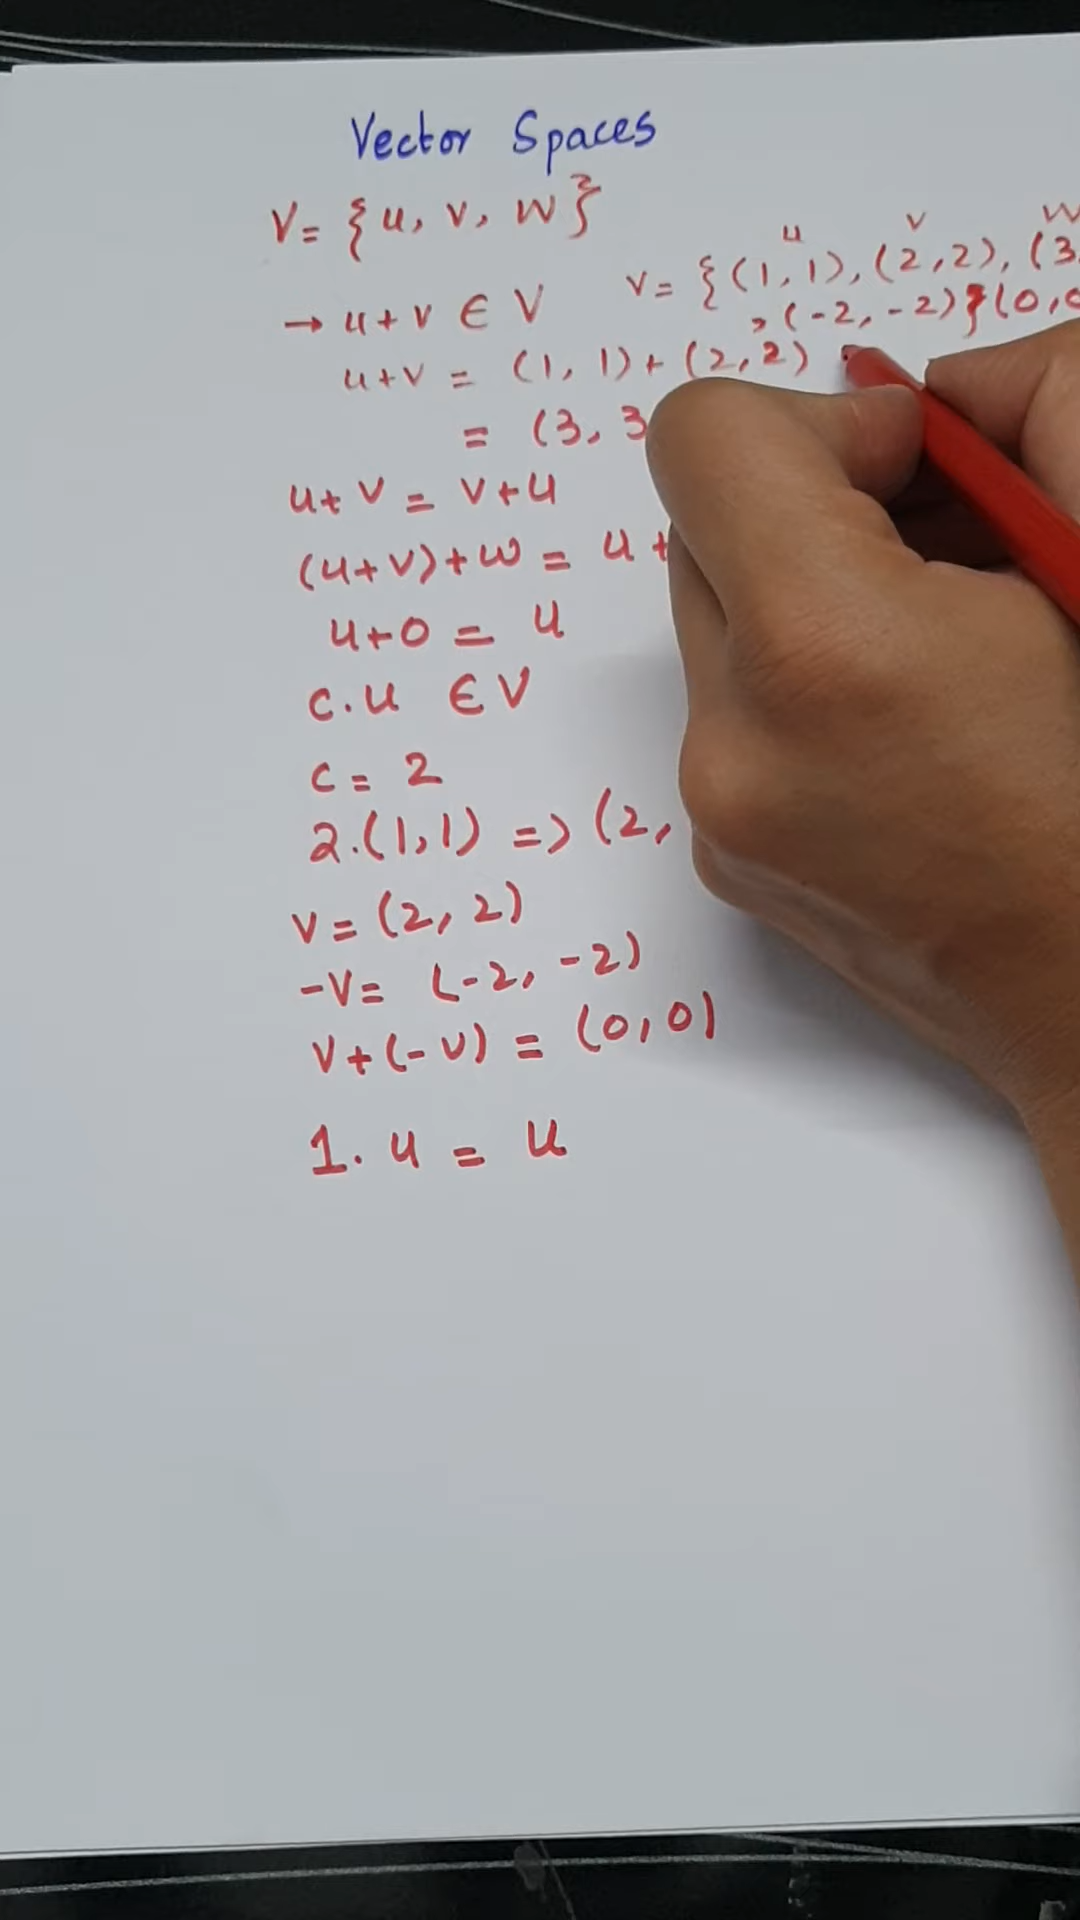 Vector Spaces
V = {u, v, w}
u v w
V = {(1,1), (2,2), (3,
→ u + v ∈ V
, (-2, -2)} (0,0
u + v = (1, 1) + (2, 2)
= (3, 3
u + v = v + u
(u + v) + w = u +
u + 0 = u
c . u ∈ V
c = 2
2.(1,1) => (2,
v = (2, 2)
-v = (-2, -2)
v + (-v) = (0, 0)
1. u = u